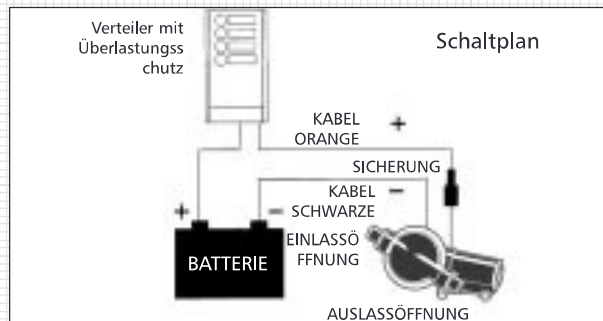 Verteiler mit
Überlastungss
chutz
Schaltplan
KABEL
ORANGE
+
SICHERUNG
KABEL
SCHWARZE
−
+
−
EINLASSÖ
FFNUNG
BATTERIE
AUSLASSÖFFNUNG